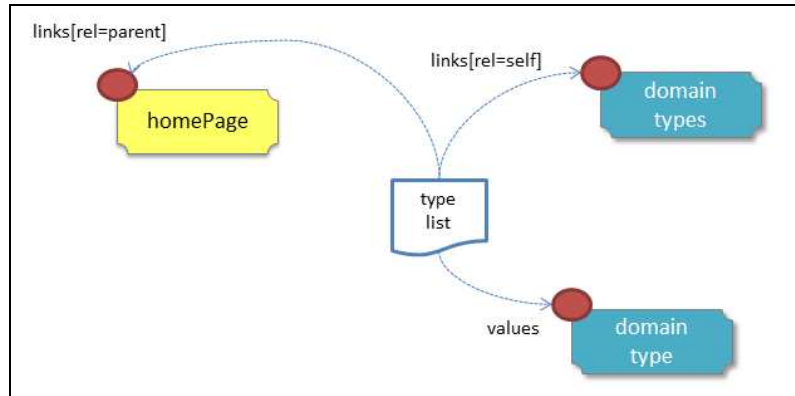 links[rel=parent]
links[rel=self]
domain
types
homePage
type
list
values
domain
type